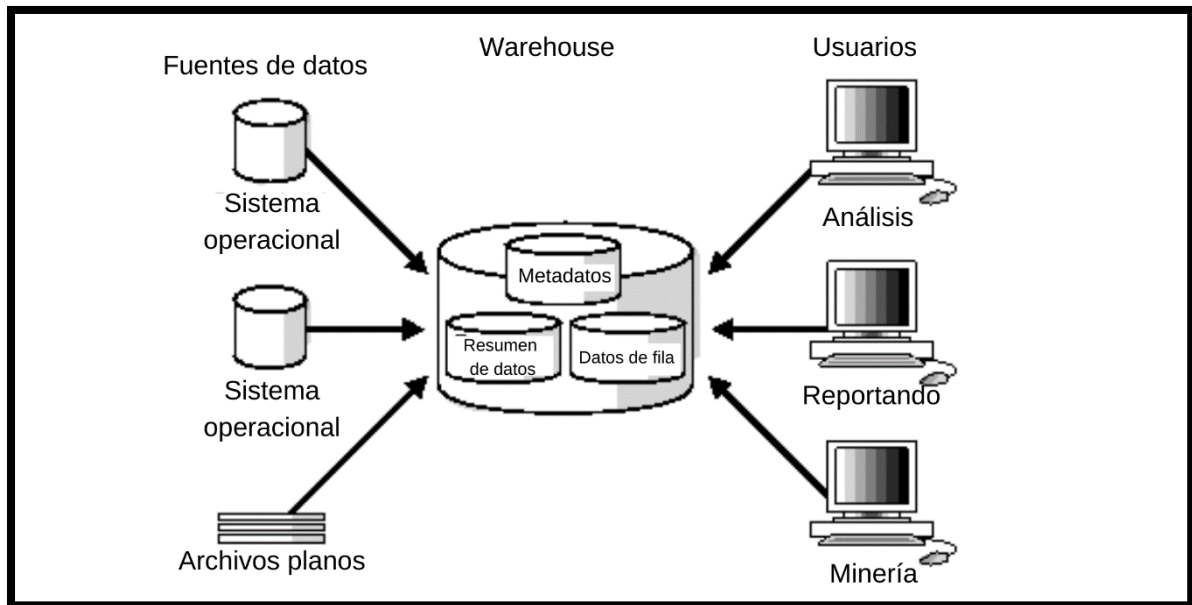 Fuentes de datos
Warehouse
Usuarios
Sistema
operacional
Sistema
operacional
Archivos planos
Metadatos
Resumen
de datos
Datos de fila
Análisis
Reportando
Minería